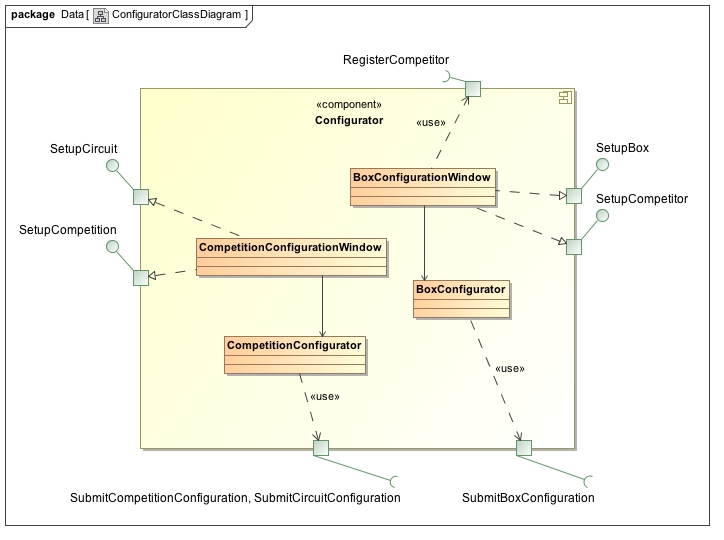 package Data [ ConfiguratorClassDiagram ]
RegisterCompetitor
«component»
Configurator
«use»
SetupCircuit
SetupBox
BoxConfigurationWindow
SetupCompetitor
SetupCompetition
CompetitionConfigurationWindow
BoxConfigurator
CompetitionConfigurator
«use»
«use»
SubmitCompetitionConfiguration, SubmitCircuitConfiguration
SubmitBoxConfiguration